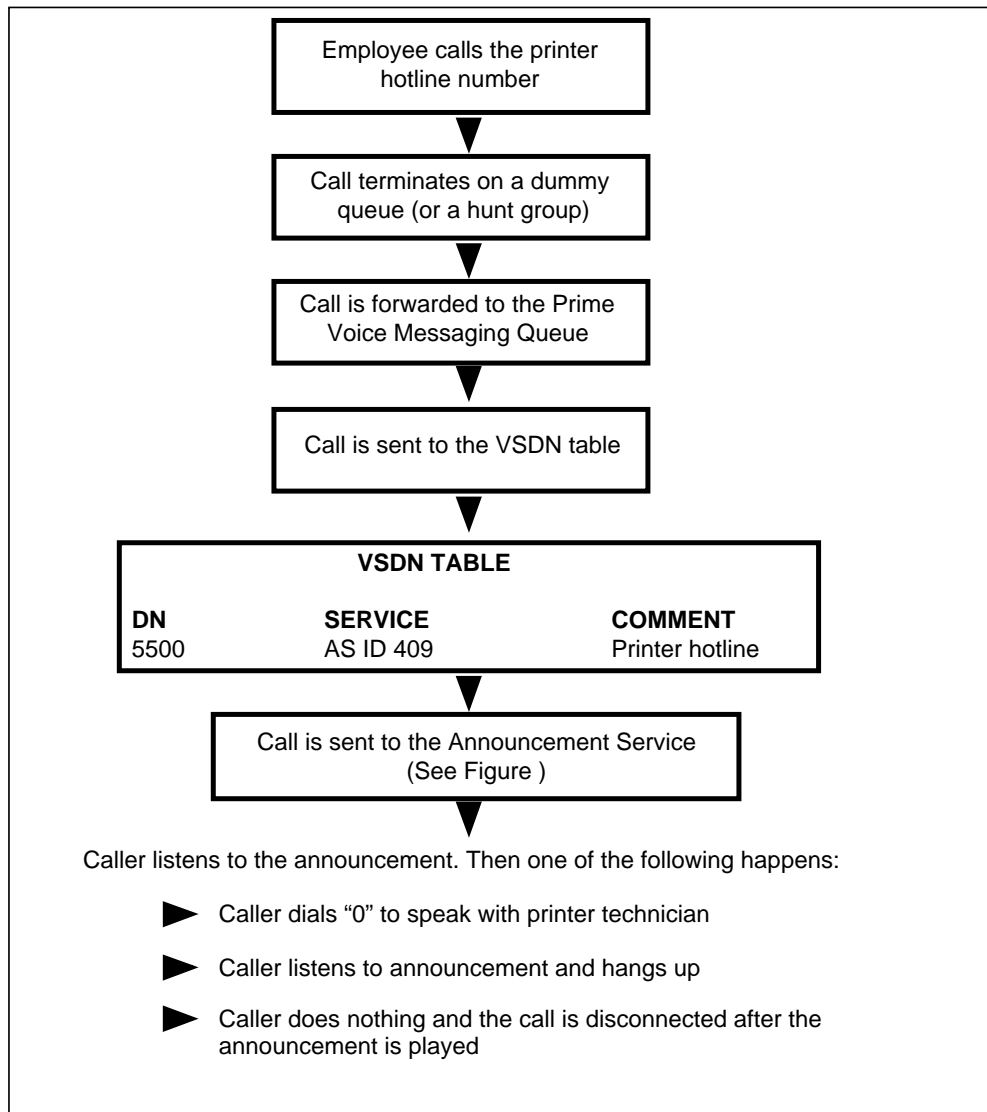 Employee calls the printer
hotline number
Call terminates on a dummy
queue (or a hunt group)
Call is forwarded to the Prime
Voice Messaging Queue
Call is sent to the VSDN table
VSDN TABLE
DN SERVICE COMMENT
5500 AS ID 409 Printer hotline
Call is sent to the Announcement Service
(See Figure )
Caller listens to the announcement. Then one of the following happens:
Caller dials “0” to speak with printer technician
Caller listens to announcement and hangs up
Caller does nothing and the call is disconnected after the
announcement is played